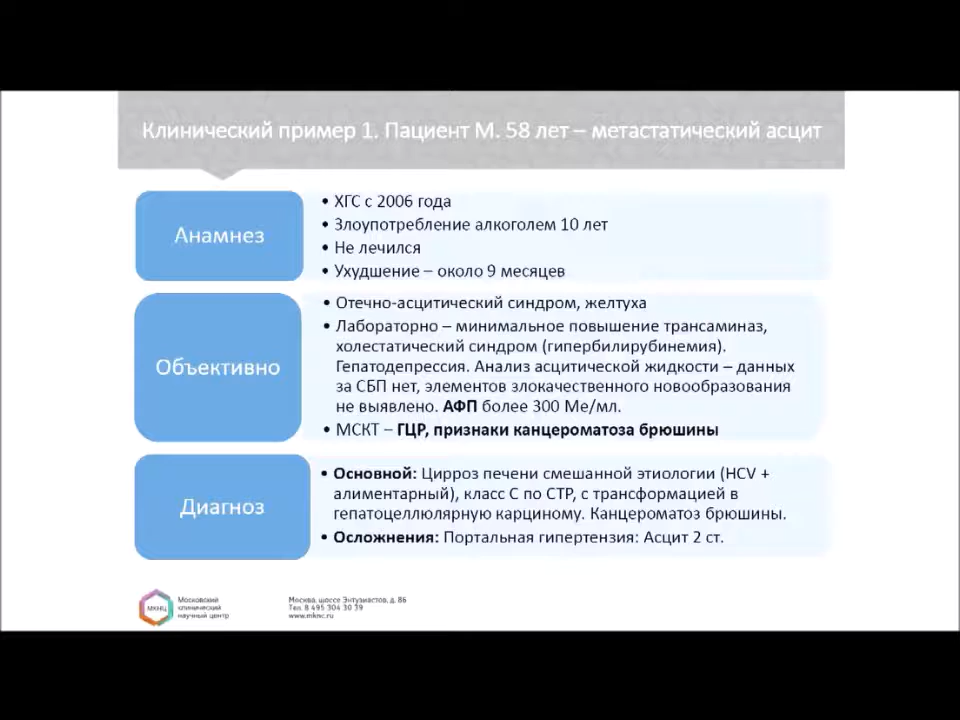 Клинический пример 1. Пациент М. 58 лет – метастатический асцит
Анамнез
• ХГС с 2006 года
• Злоупотребление алкоголем 10 лет
• Не лечился
• Ухудшение – около 9 месяцев
Объективно
• Отечно-асцитический синдром, желтуха
• Лабораторно – минимальное повышение трансаминаз,
холестатический синдром (гипербилирубинемия).
Гепатодепрессия. Анализ асцитической жидкости – данных
за СБП нет, элементов злокачественного новообразования
не выявлено. АФП более 300 Ме/мл.
• МСКТ – ГЦР, признаки канцероматоза брюшины
Диагноз
• Основной: Цирроз печени смешанной этиологии (HCV +
алиментарный), класс С по СТР, с трансформацией в
гепатоцеллюлярную карциному. Канцероматоз брюшины.
• Осложнения: Портальная гипертензия: Асцит 2 ст.
МКНЦ
Московский
клинический
научный центр
Москва, шоссе Энтузиастов, д. 86
Тел. 8 495 304 30 39
www.mknc.ru